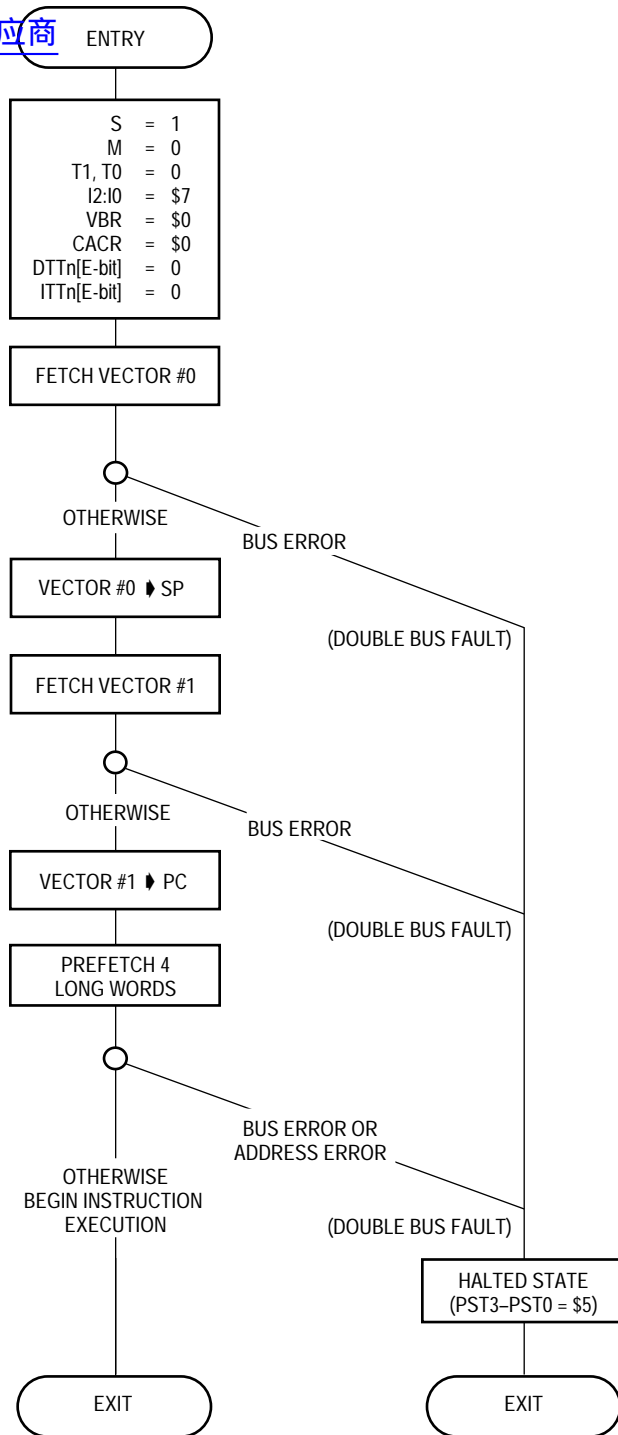 应商
ENTRY
S = 1
M = 0
T1, T0 = 0
I2:I0 = $7
VBR = $0
CACR = $0
DTTn[E-bit] = 0
ITTn[E-bit] = 0
FETCH VECTOR #0
OTHERWISE
BUS ERROR
VECTOR #0 ➧ SP
(DOUBLE BUS FAULT)
FETCH VECTOR #1
OTHERWISE
BUS ERROR
VECTOR #1 ➧ PC
(DOUBLE BUS FAULT)
PREFETCH 4
LONG WORDS
BUS ERROR OR
ADDRESS ERROR
OTHERWISE
BEGIN INSTRUCTION
EXECUTION
(DOUBLE BUS FAULT)
HALTED STATE
(PST3–PST0 = $5)
EXIT
EXIT